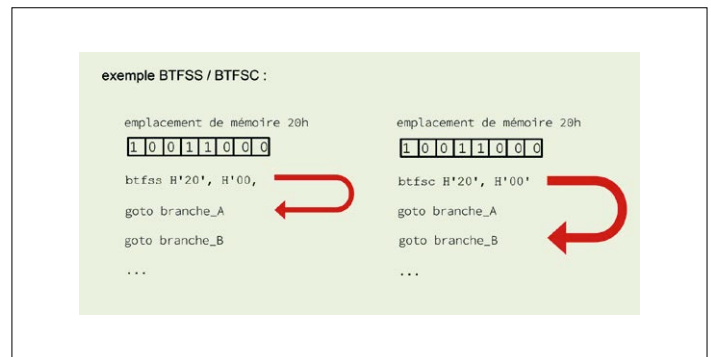 exemple BTFSS / BTFSC :
emplacement de mémoire 20h
1 0 0 1 1 0 0 0
btfss H'20', H'00,
goto branche_A
goto branche_B
...
emplacement de mémoire 20h
1 0 0 1 1 0 0 0
btfsc H'20', H'00'
goto branche_A
goto branche_B
...